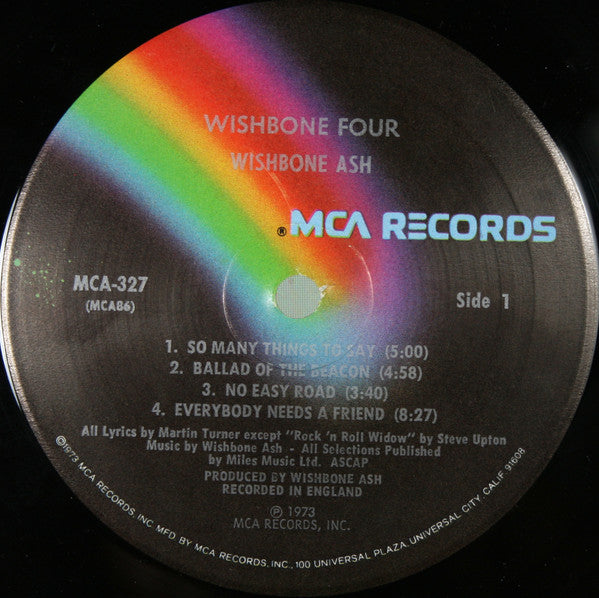 WISHBONE FOUR
WISHBONE ASH
® MCA RECORDS
MCA-327
(MCA86)
Side 1
1. SO MANY THINGS TO SAY (5:00)
2. BALLAD OF THE BEACON (4:58)
3. NO EASY ROAD (3:40)
4. EVERYBODY NEEDS A FRIEND (8:27)
All Lyrics by Martin Turner except "Rock 'n Roll Widow" by Steve Upton
Music by Wishbone Ash - All Selections Published
by Miles Music Ltd. ASCAP
PRODUCED BY WISHBONE ASH
RECORDED IN ENGLAND
℗ 1973
MCA RECORDS, INC.
©1973 MCA RECORDS, INC. MFD. BY MCA RECORDS, INC., 100 UNIVERSAL PLAZA, UNIVERSAL CITY, CALIF. 91608